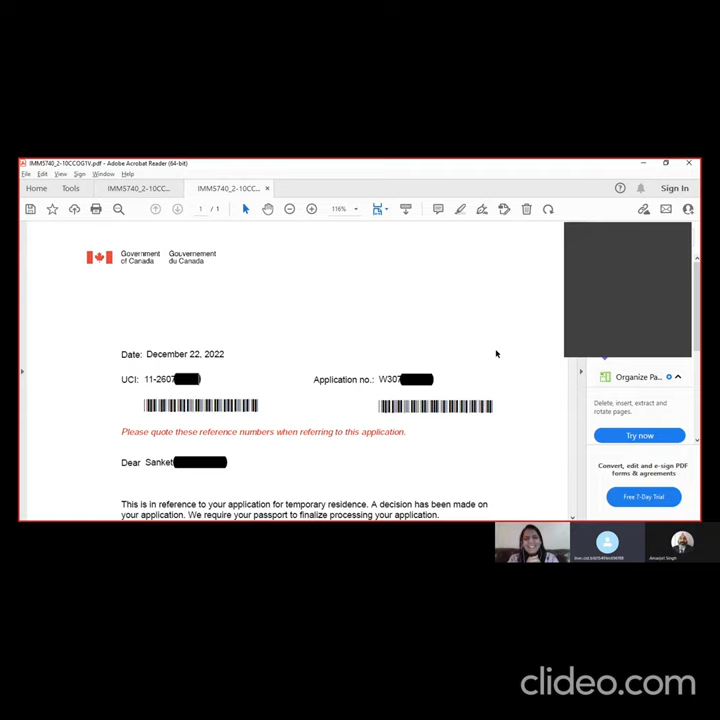 IMM5740_2-10CCOG1V.pdf - Adobe Acrobat Reader (64-bit)
File Edit View Sign Window Help
Home Tools IMM5740_2-10CC... IMM5740_2-10CC... × Sign In
1 / 1 116%
Government of Canada
Gouvernement du Canada
Date: December 22, 2022
UCI: 11-2607
Application no.: W307
Please quote these reference numbers when referring to this application.
Dear Sanket
This is in reference to your application for temporary residence. A decision has been made on
your application. We require your passport to finalize processing your application.
Organize Pa...
Delete, insert, extract and
rotate pages.
Try now
Convert, edit and e-sign PDF
forms & agreements
Free 7-Day Trial
Amarjot Singh
clideo.com